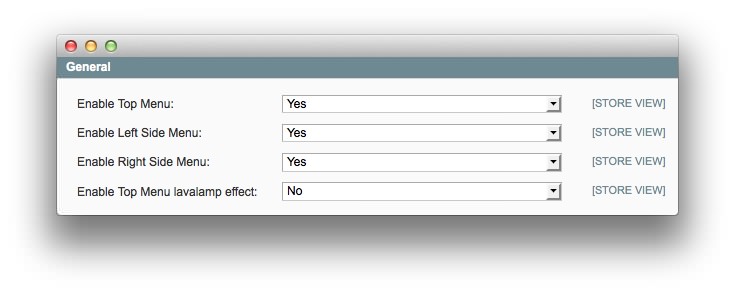 General
Enable Top Menu: Yes [STORE VIEW]
Enable Left Side Menu: Yes [STORE VIEW]
Enable Right Side Menu: Yes [STORE VIEW]
Enable Top Menu lavalamp effect: No [STORE VIEW]